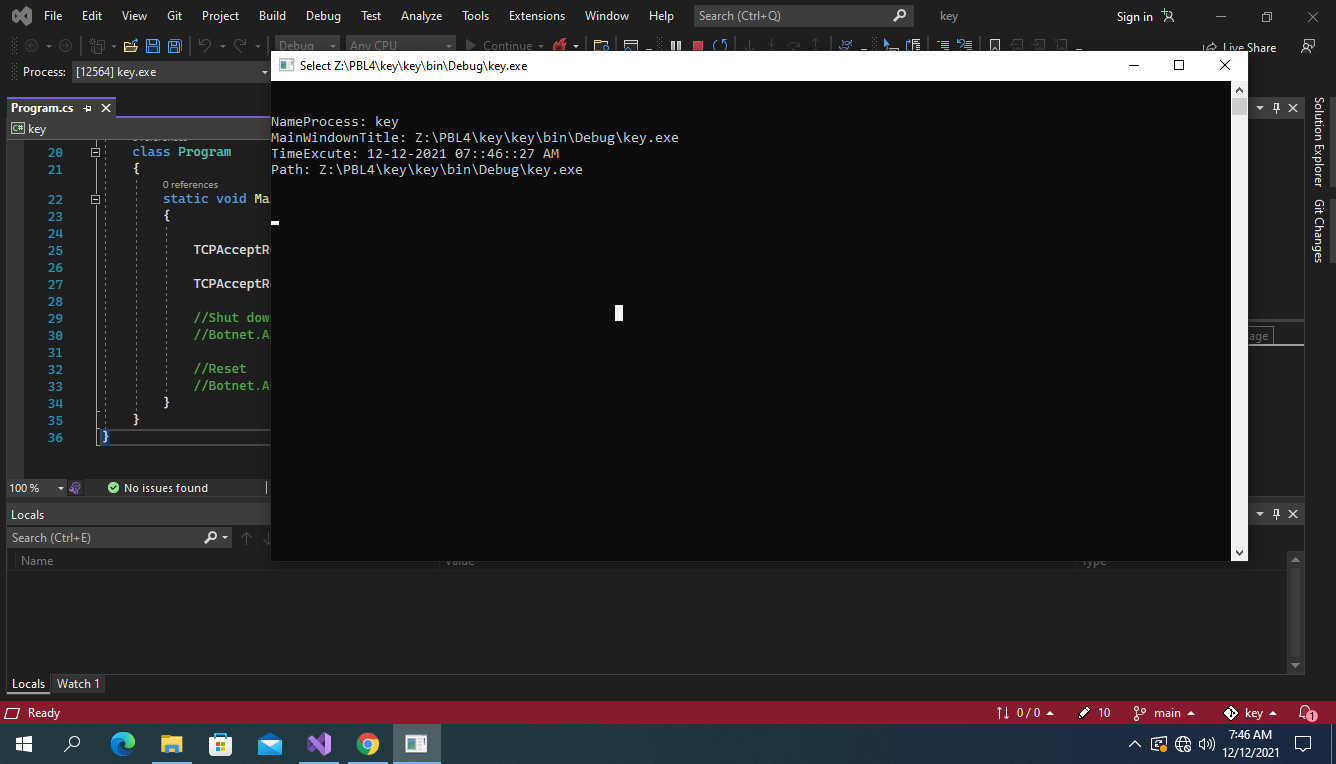 File Edit View Git Project Build Debug Test Analyze Tools Extensions Window Help Search (Ctrl+Q) key Sign in
Debug Any CPU Continue Live Share
Process: [12564] key.exe
Select Z:\PBL4\key\key\bin\Debug\key.exe
Program.cs
key
NameProcess: key
MainWindownTitle: Z:\PBL4\key\key\bin\Debug\key.exe
TimeExcute: 12-12-2021 07::46::27 AM
Path: Z:\PBL4\key\key\bin\Debug\key.exe
20 class Program
21 {
0 references
22 static void Ma
23 {
24
25 TCPAcceptR
26
27 TCPAcceptR
28
29 //Shut dow
30 //Botnet.A
31
32 //Reset
33 //Botnet.A
34 }
35 }
36 }
Solution Explorer
Git Changes
age
100 % No issues found
Locals
Search (Ctrl+E)
Name Value Type
Locals Watch 1
Ready 0 / 0 10 main key 1
7:46 AM
12/12/2021